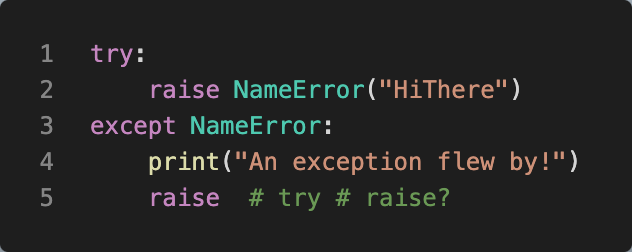 1 try:
2     raise NameError("HiThere")
3 except NameError:
4     print("An exception flew by!")
5     raise  # try # raise?